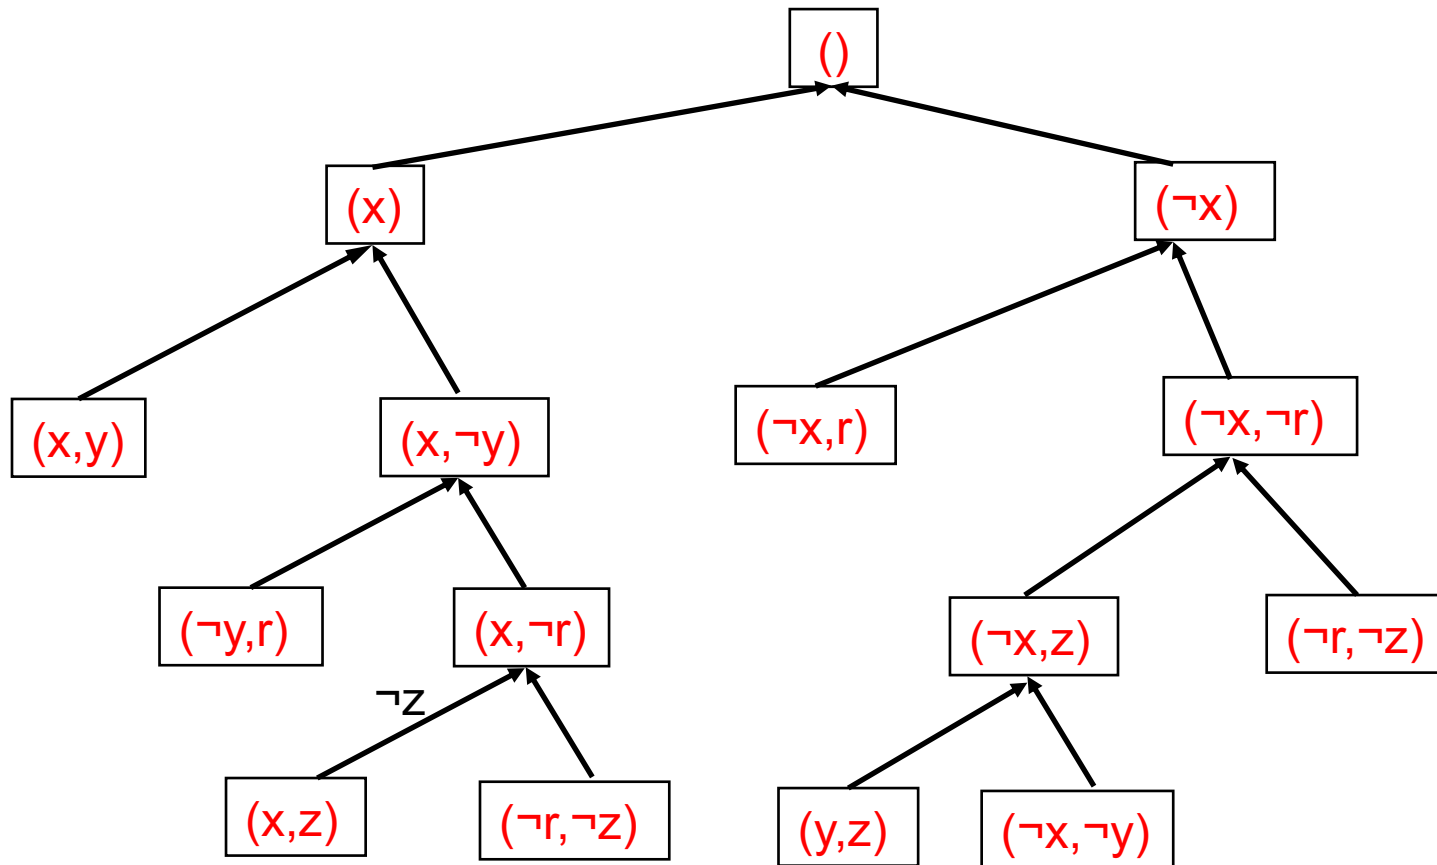 ()
(x)
(¬x)
(x,y)
(x,¬y)
(¬x,r)
(¬x,¬r)
(¬y,r)
(x,¬r)
(¬x,z)
(¬r,¬z)
¬z
(x,z)
(¬r,¬z)
(y,z)
(¬x,¬y)